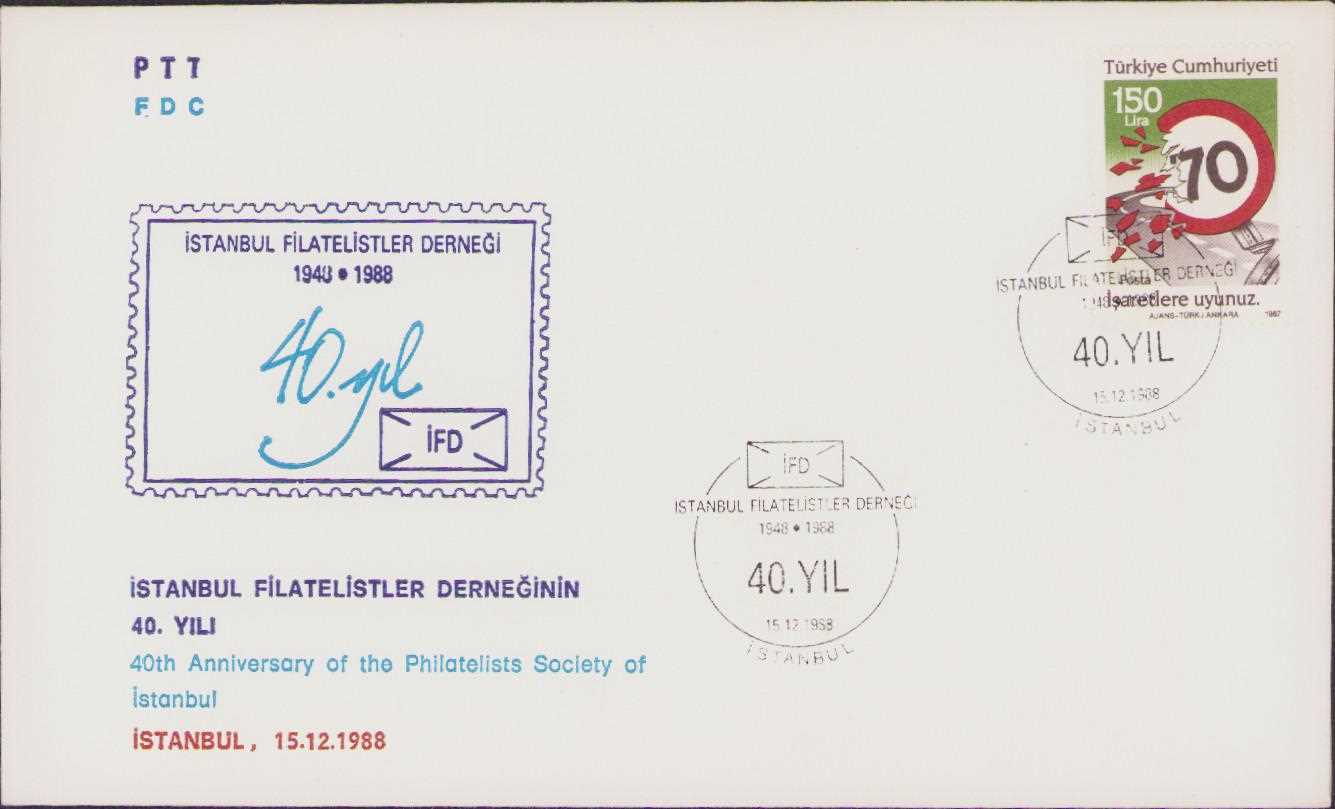 PTT
FDC
İSTANBUL FİLATELİSTLER DERNEĞİ
1948 • 1988
40. yıl
İFD
İSTANBUL FİLATELİSTLER DERNEĞİNİN
40. YILI
40th Anniversary of the Philatelists Society of
İstanbul
İSTANBUL, 15.12.1988
Türkiye Cumhuriyeti
150
Lira
70
Posta
İşaretlere uyunuz.
AJANS-TÜRK / ANKARA 1987
İFD
İSTANBUL FİLATELİSTLER DERNEĞİ
1948 • 1988
40. YIL
15.12.1988
İSTANBUL
İFD
İSTANBUL FİLATELİSTLER DERNEĞİ
1948 • 1988
40. YIL
15.12.1988
İSTANBUL